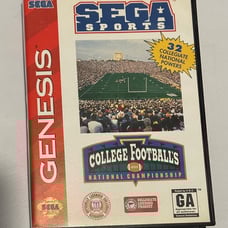 SEGA
SEGA
SPORTS
32
COLLEGIATE
NATIONAL
POWERS
GENESIS
COLLEGE FOOTBALL'S
NATIONAL CHAMPIONSHIP
SEGA
GA